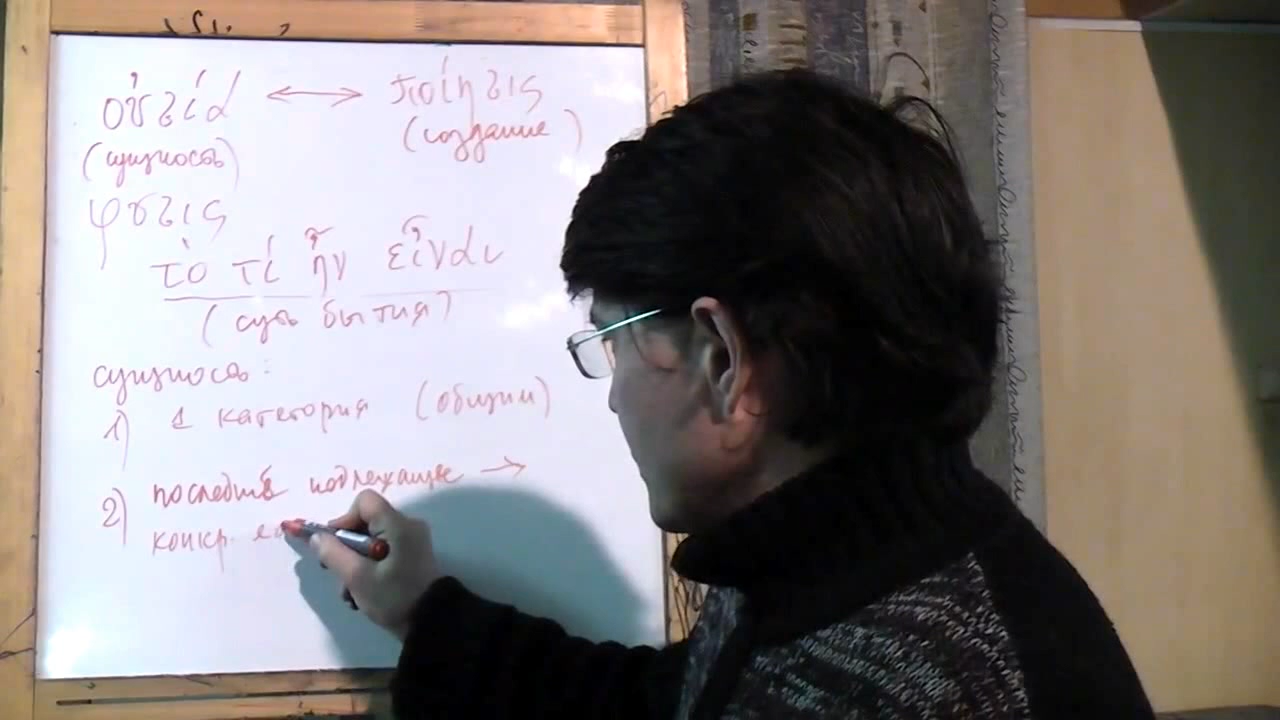 οὐσία ↔ ποίησις
(сущность) (создание)
φύσις
τὸ τί ἦν εἶναι
(суть бытия)
сущность:
1) 1 категория (общим)
2) последнее подлежащее →
конкр.